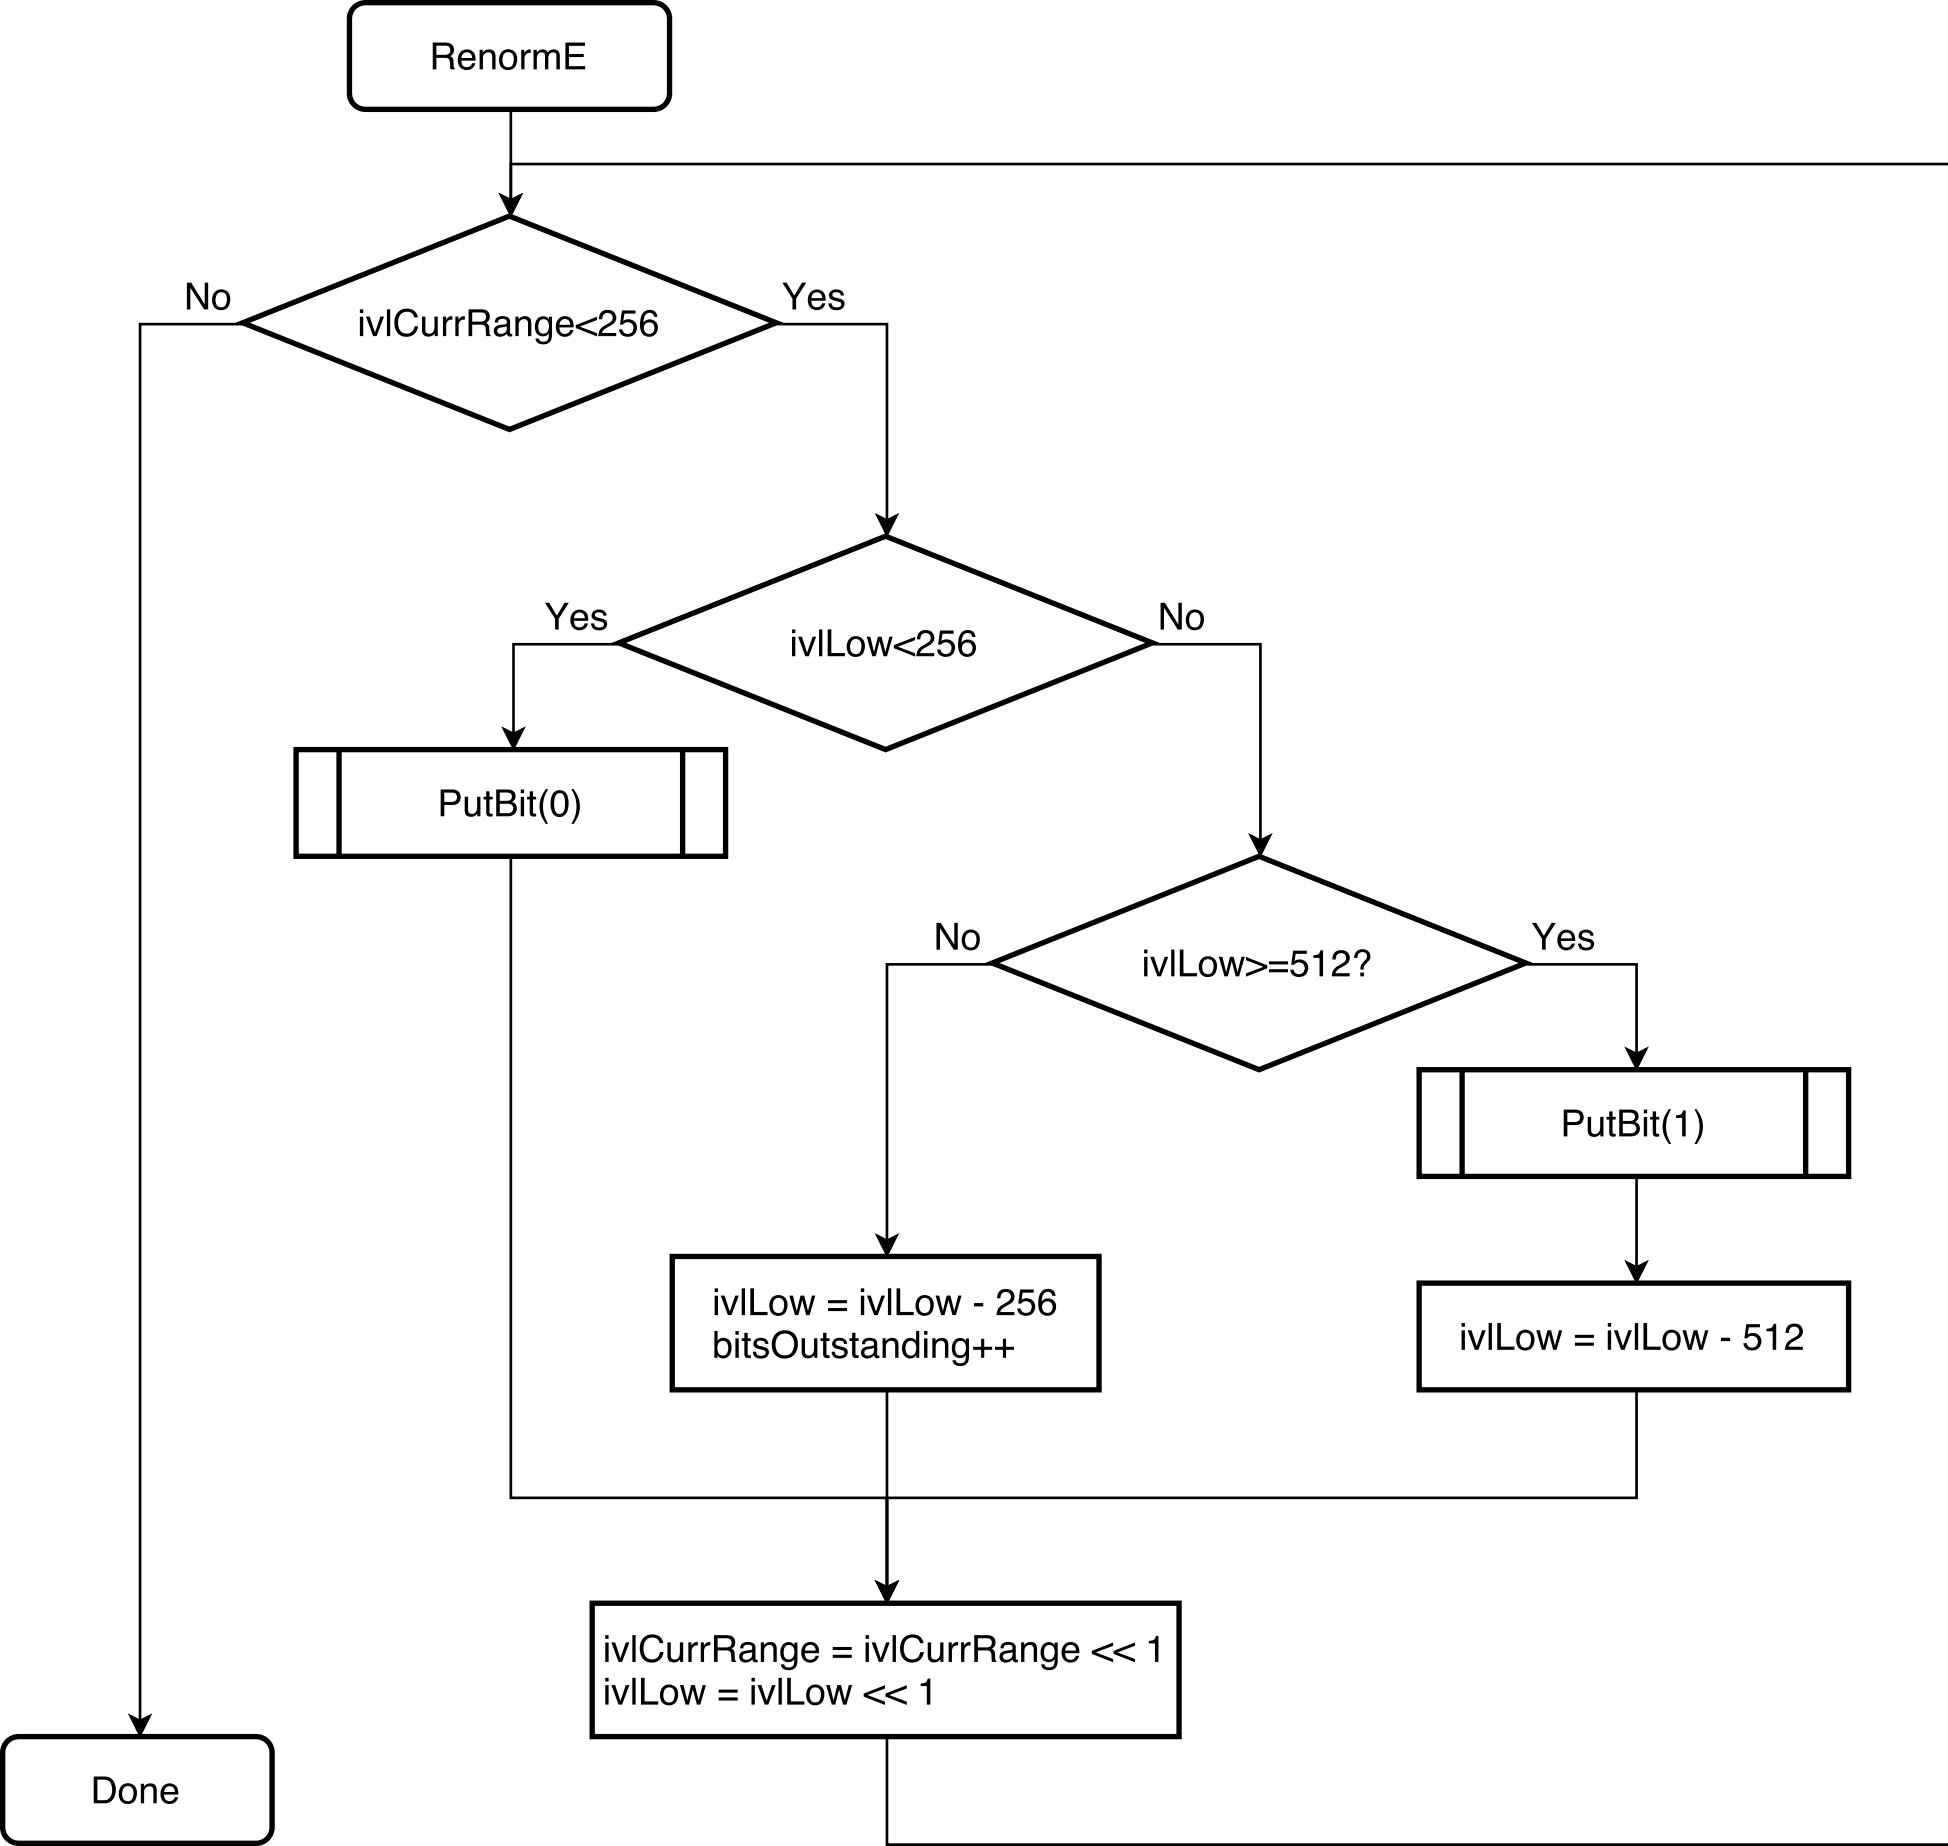 RenormE
No
Yes
ivlCurrRange<256
Yes
No
ivlLow<256
PutBit(0)
No
Yes
ivlLow>=512?
PutBit(1)
ivlLow = ivlLow - 256
bitsOutstanding++
ivlLow = ivlLow - 512
ivlCurrRange = ivlCurrRange << 1
ivlLow = ivlLow << 1
Done